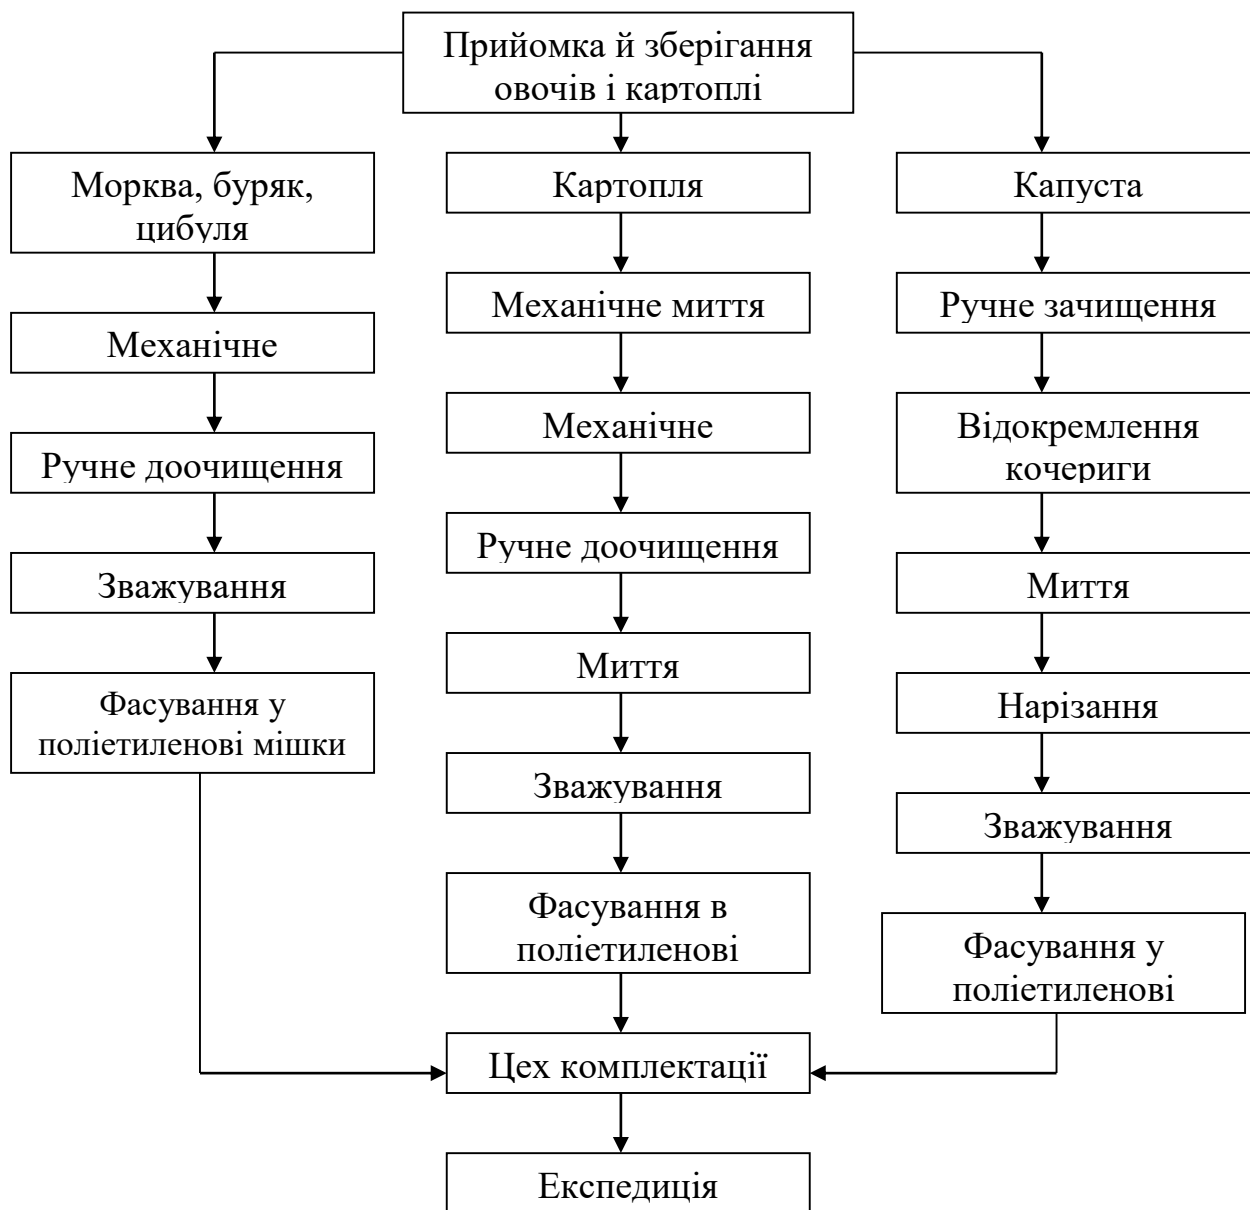 Прийомка й зберігання
овочів і картоплі
Морква, буряк,
цибуля
Механічне
Ручне доочищення
Зважування
Фасування у
поліетиленові мішки
Картопля
Механічне миття
Механічне
Ручне доочищення
Миття
Зважування
Фасування в
поліетиленові
Капуста
Ручне зачищення
Відокремлення
кочериги
Миття
Нарізання
Зважування
Фасування у
поліетиленові
Цех комплектації
Експедиція